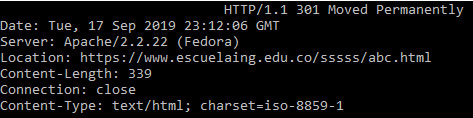 HTTP/1.1 301 Moved Permanently
Date: Tue, 17 Sep 2019 23:12:06 GMT
Server: Apache/2.2.22 (Fedora)
Location: https://www.escuelaing.edu.co/sssss/abc.html
Content-Length: 339
Connection: close
Content-Type: text/html; charset=iso-8859-1